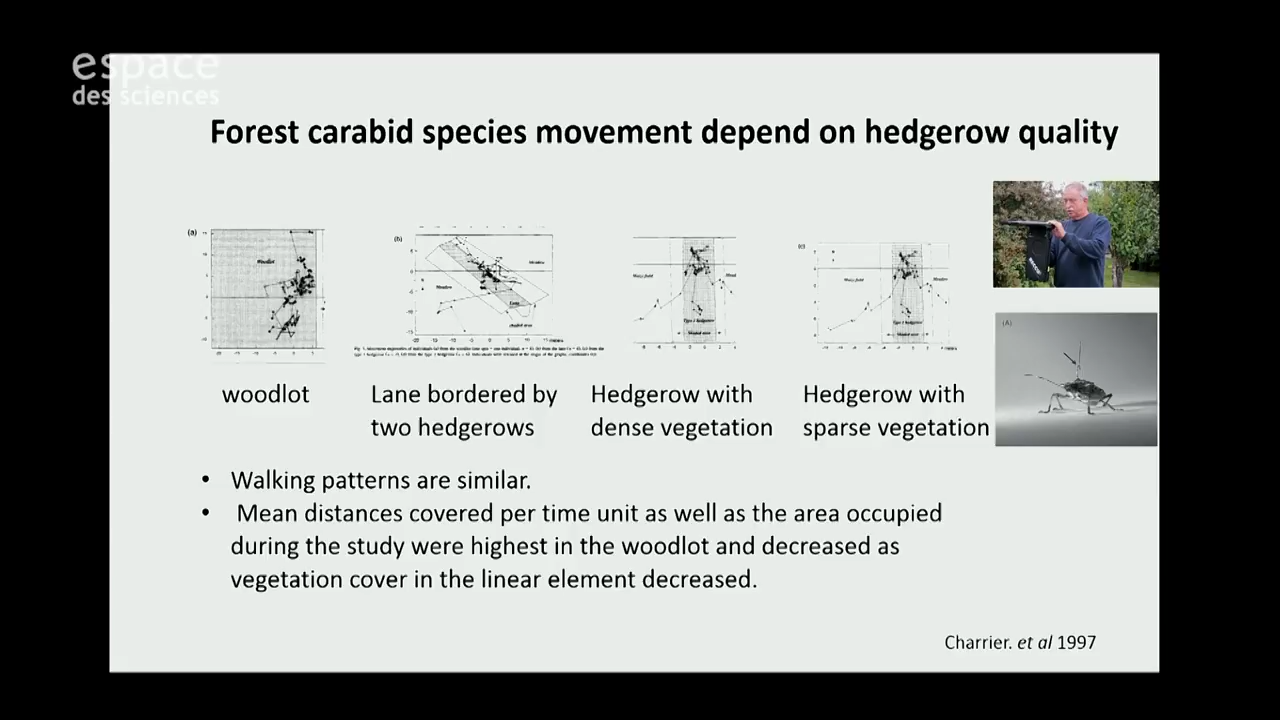 espace
des sciences
Forest carabid species movement depend on hedgerow quality
(a)
Woodlot
(b)
(c)
(A)
woodlot
Lane bordered by
two hedgerows
Hedgerow with
dense vegetation
Hedgerow with
sparse vegetation
• Walking patterns are similar.
• Mean distances covered per time unit as well as the area occupied
during the study were highest in the woodlot and decreased as
vegetation cover in the linear element decreased.
Charrier. et al 1997